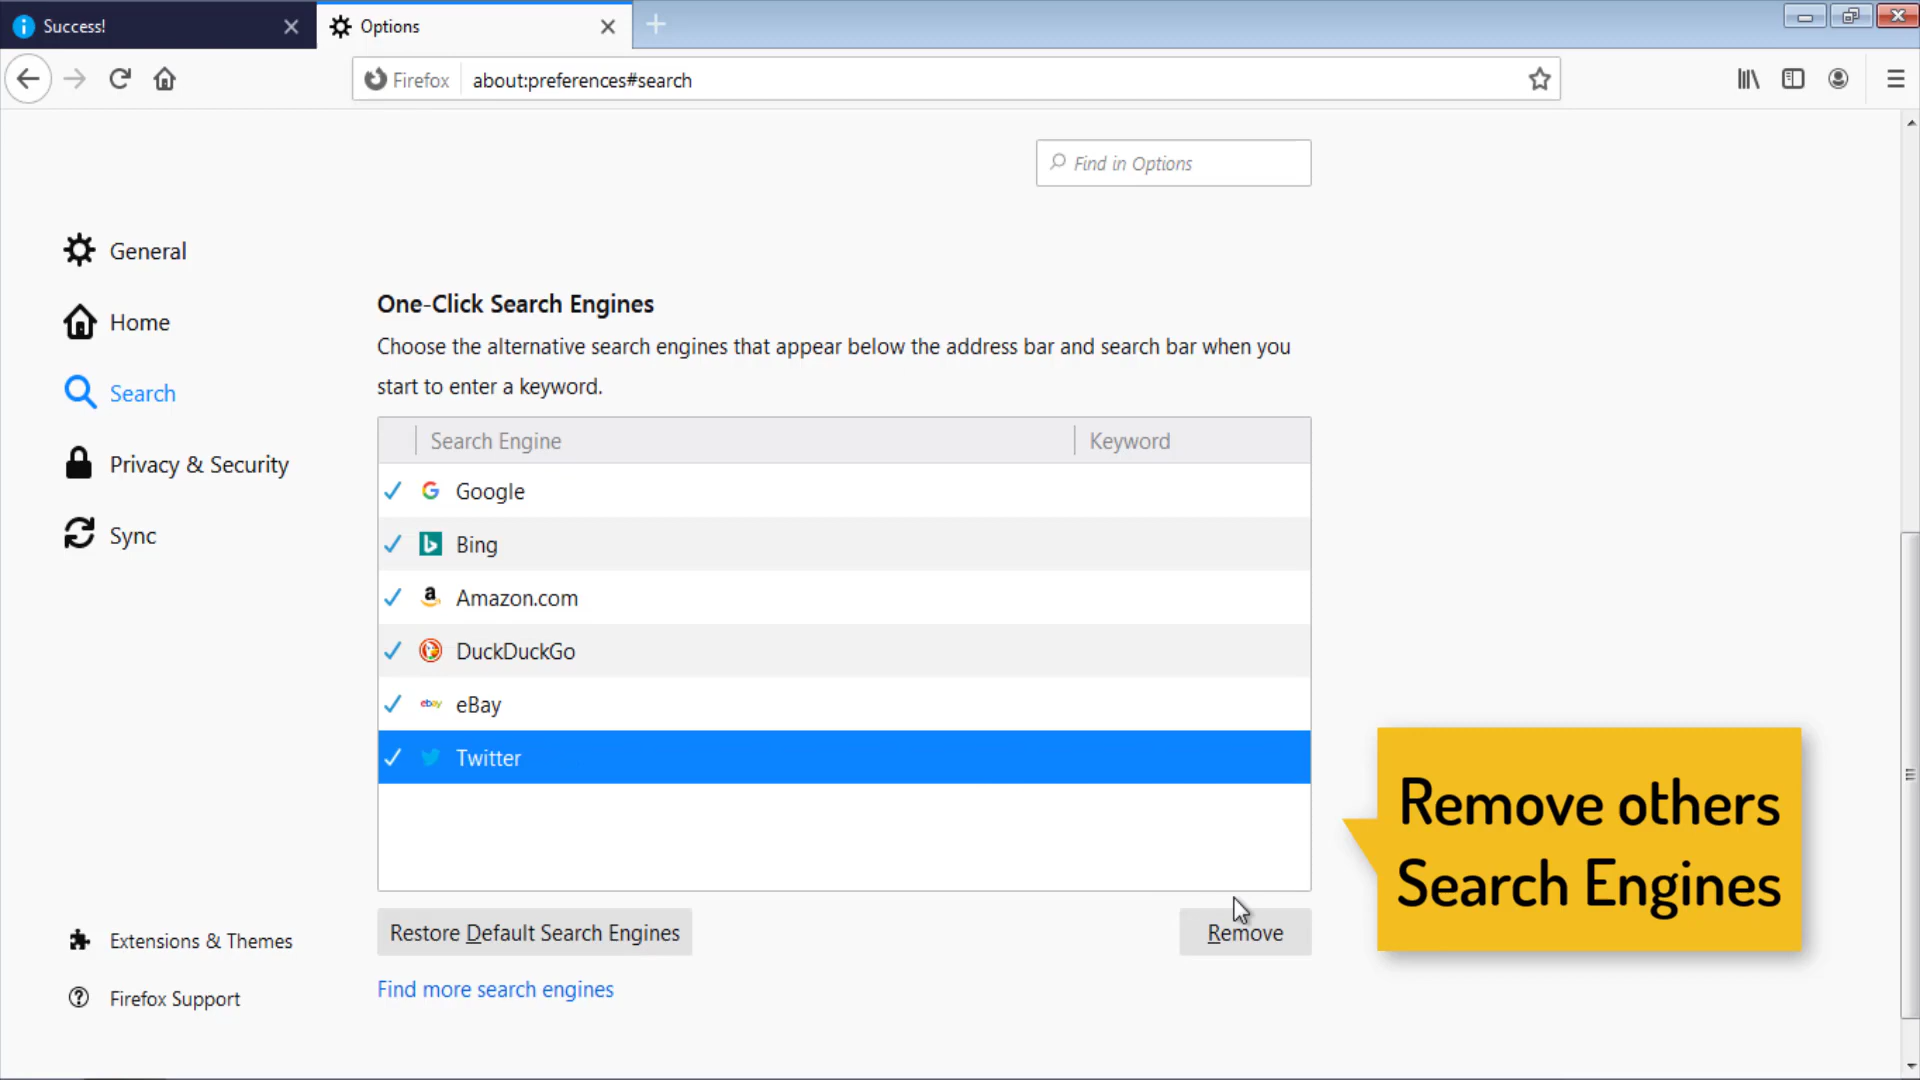 Success!
Options
Firefox
about:preferences#search
Find in Options
General
Home
Search
Privacy & Security
Sync
One-Click Search Engines
Choose the alternative search engines that appear below the address bar and search bar when you
start to enter a keyword.
Search Engine
Keyword
Google
Bing
Amazon.com
DuckDuckGo
eBay
Twitter
Remove others
Search Engines
Restore Default Search Engines
Remove
Find more search engines
Extensions & Themes
Firefox Support